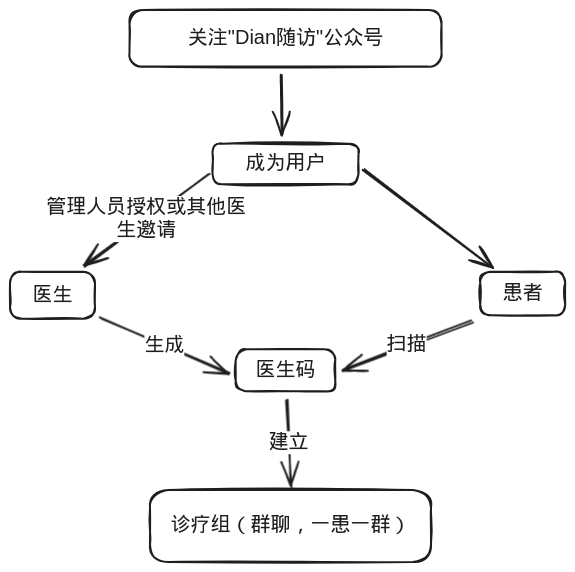 关注"Dian随访"公众号
成为用户
管理人员授权或其他医
生邀请
医生
患者
生成
扫描
医生码
建立
诊疗组（群聊，一患一群）